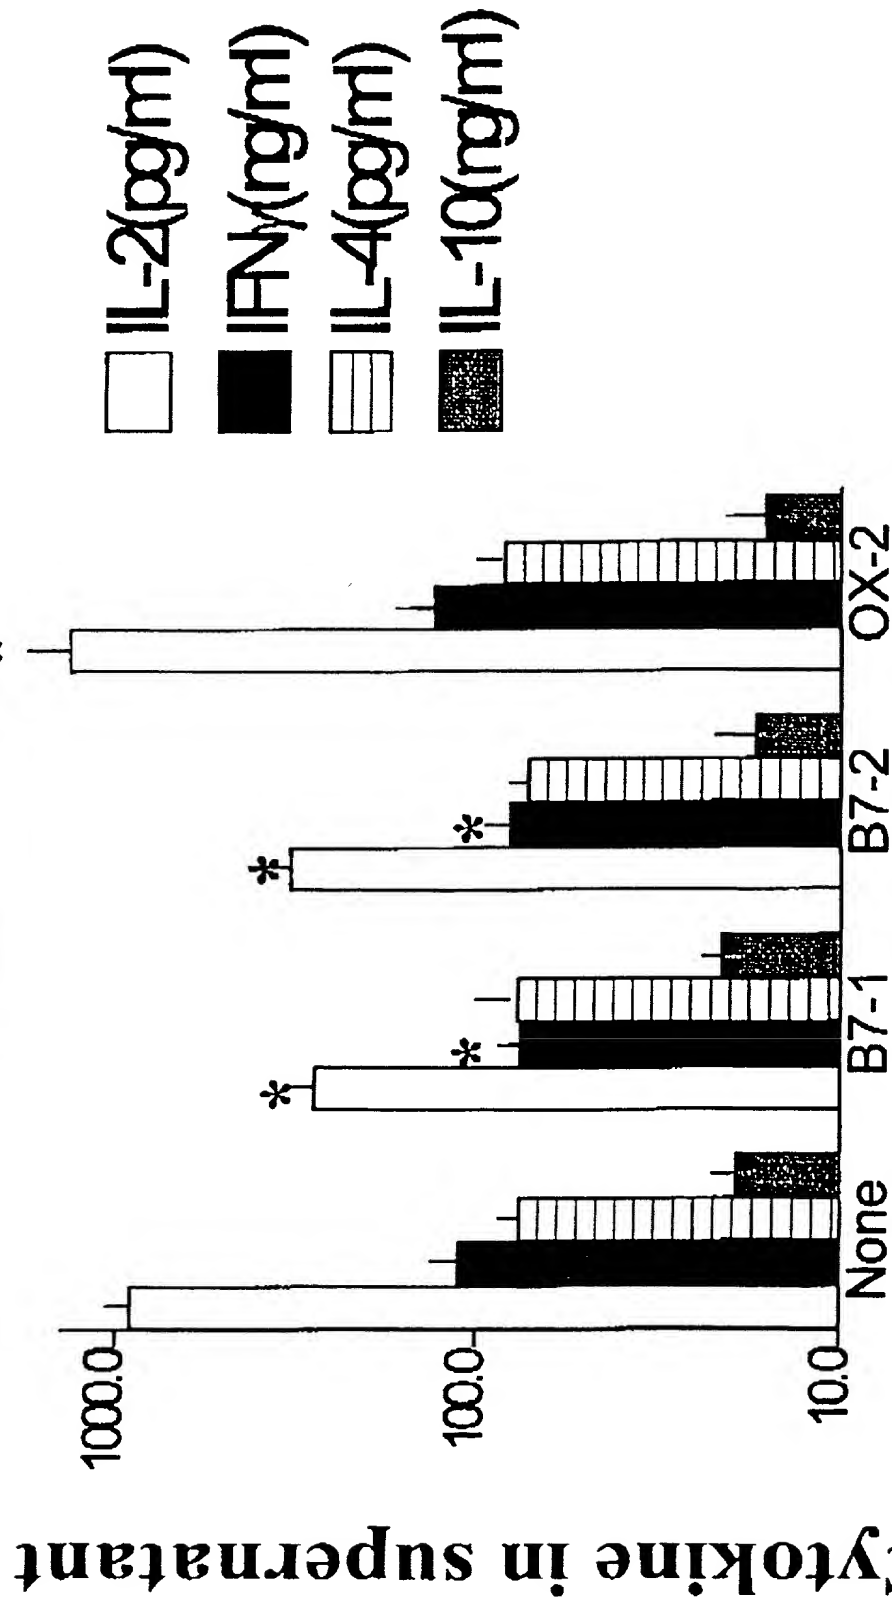 IL-2(pg/ml)
IFNγ(ng/ml)
IL-4(pg/ml)
IL-10(ng/ml)
*
*
*
*
1000.0
100.0
10.0
None
B7-1
B7-2
OX-2
ytokine in supernatant